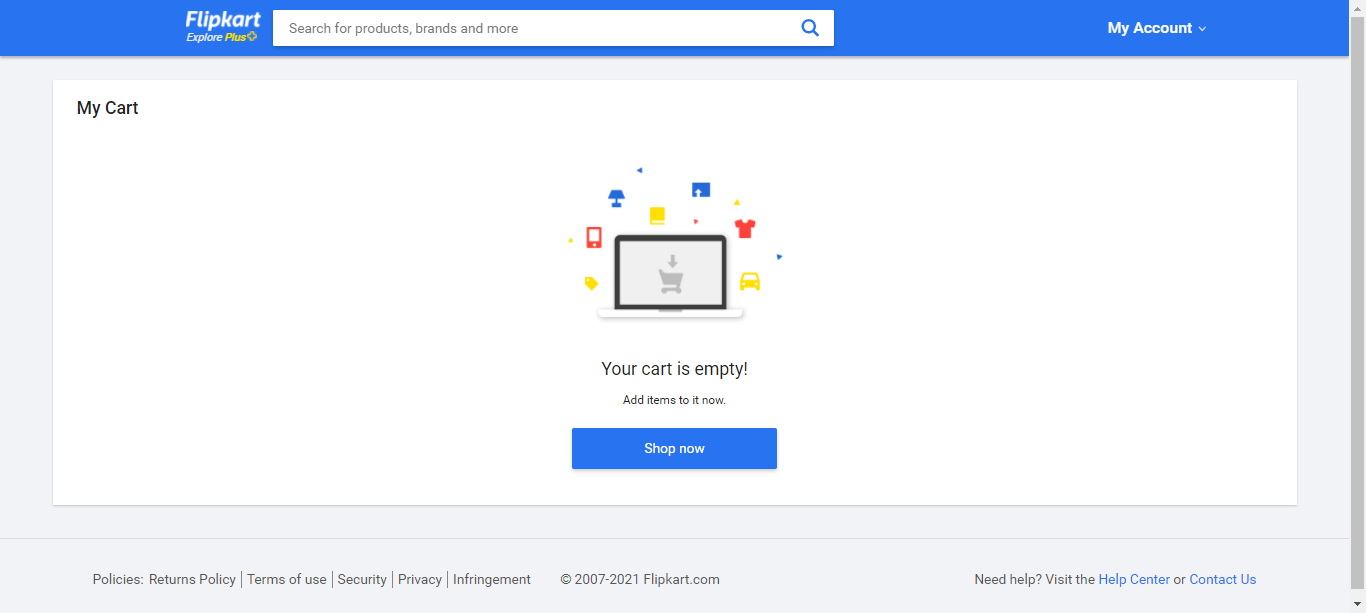 Flipkart
Explore Plus
Search for products, brands and more
My Account
My Cart
Your cart is empty!
Add items to it now.
Shop now
Policies: Returns Policy | Terms of use | Security | Privacy | Infringement © 2007-2021 Flipkart.com Need help? Visit the Help Center or Contact Us